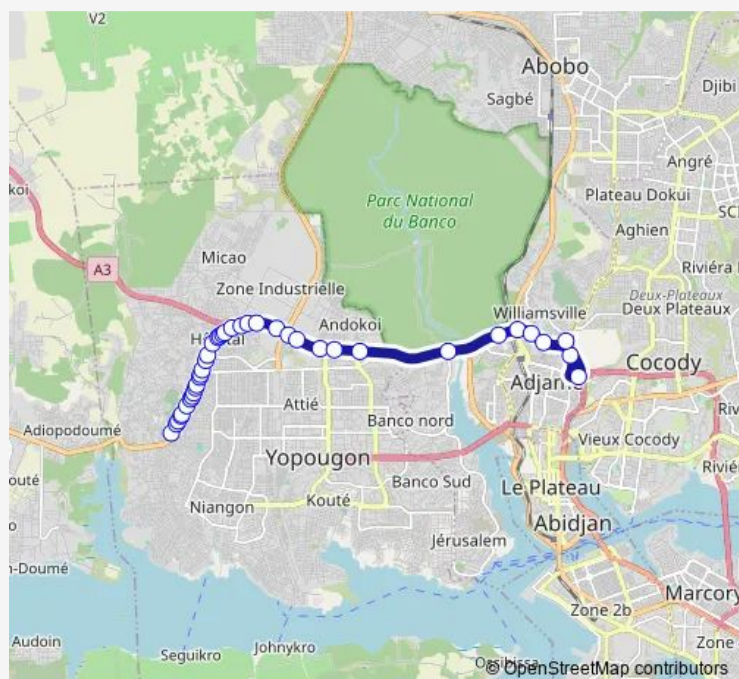 V2
Abobo
Sagbé
Djibi
Angré
Plateau Dokui
Parc National
du Banco
Aghien
koi
Micao
A3
Riviéra
Zone Industrielle
Deux-Plateaux
Deux Plateaux
Williamsville
Andokoi
Cocody
Attié
Banco nord
Adiopodoumé
Vieux Cocody
Yopougon
Banco Sud
Rivié
Le Plateau
Niangon
Kouté
Abidjan
Jérusalem
n-Doumé
Marcory
Zone 2b
Audoin
Johnykro
Zone
Seguikro
© OpenStreetMap contributors